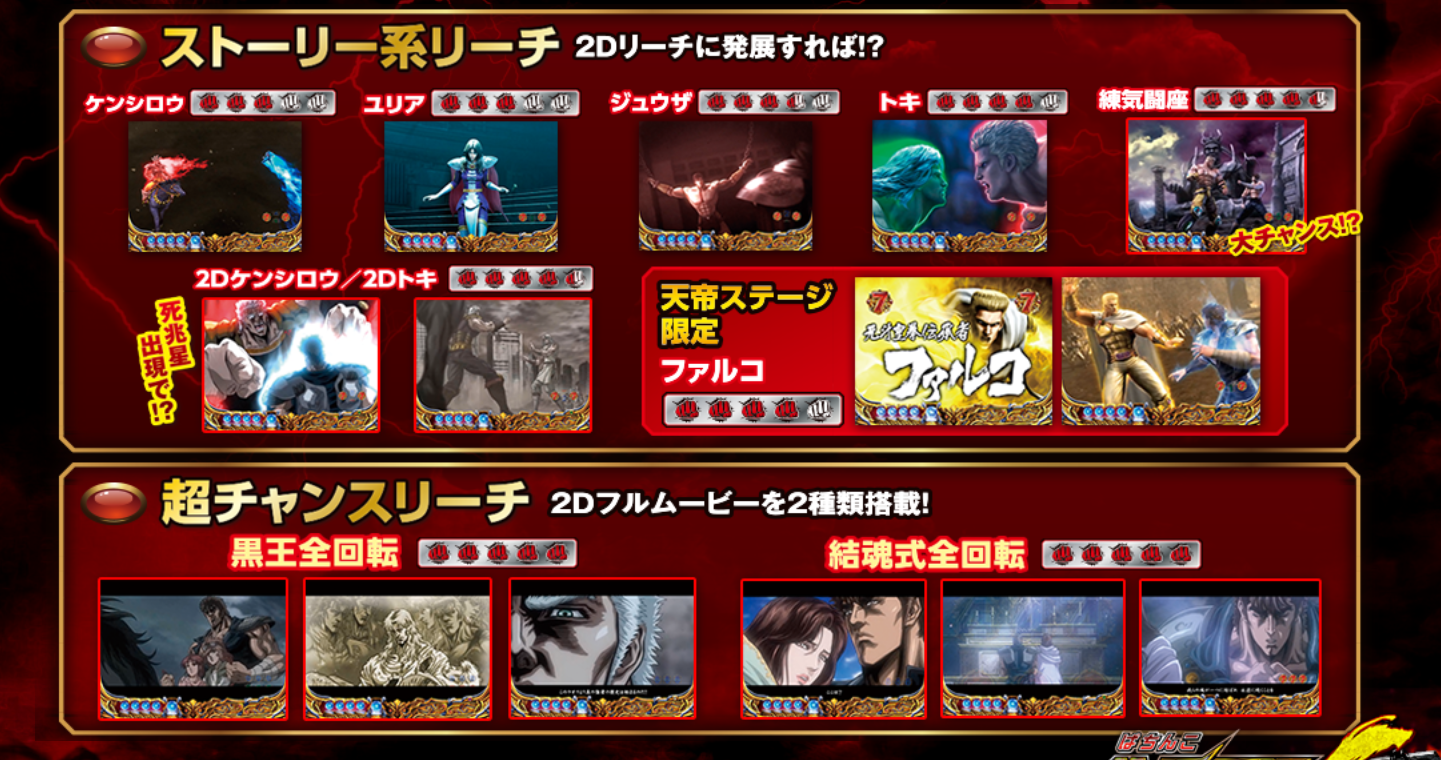 ストーリー系リーチ 2Dリーチに発展すれば!?
ケンシロウ
ユリア
ジュウザ
トキ
練気闘座
大チャンス!?
2Dケンシロウ／2Dトキ
死兆星
出現で!?
天帝ステージ
限定
ファルコ
7
7
元斗皇拳伝承者
ファルコ
超チャンスリーチ 2Dフルムービーを2種類搭載!
黒王全回転
結魂式全回転
ぱちんこ